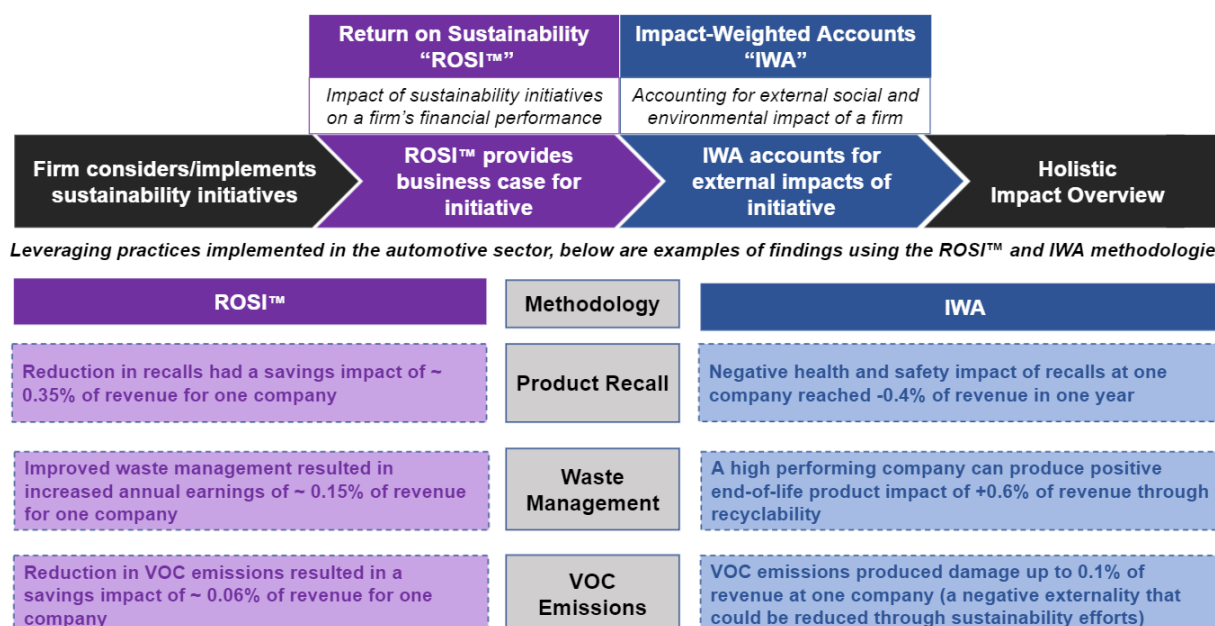 Return on Sustainability
“ROSI™”
Impact-Weighted Accounts
“IWA”
Impact of sustainability initiatives
on a firm’s financial performance
Accounting for external social and
environmental impact of a firm
Firm considers/implements
sustainability initiatives
ROSI™ provides
business case for
initiative
IWA accounts for
external impacts of
initiative
Holistic
Impact Overview
Leveraging practices implemented in the automotive sector, below are examples of findings using the ROSI™ and IWA methodologie
ROSI™
Methodology
IWA
Reduction in recalls had a savings impact of ~
0.35% of revenue for one company
Product Recall
Negative health and safety impact of recalls at one
company reached -0.4% of revenue in one year
Improved waste management resulted in
increased annual earnings of ~ 0.15% of revenue
for one company
Waste
Management
A high performing company can produce positive
end-of-life product impact of +0.6% of revenue through
recyclability
Reduction in VOC emissions resulted in a
savings impact of ~ 0.06% of revenue for one
company
VOC
Emissions
VOC emissions produced damage up to 0.1% of
revenue at one company (a negative externality that
could be reduced through sustainability efforts)